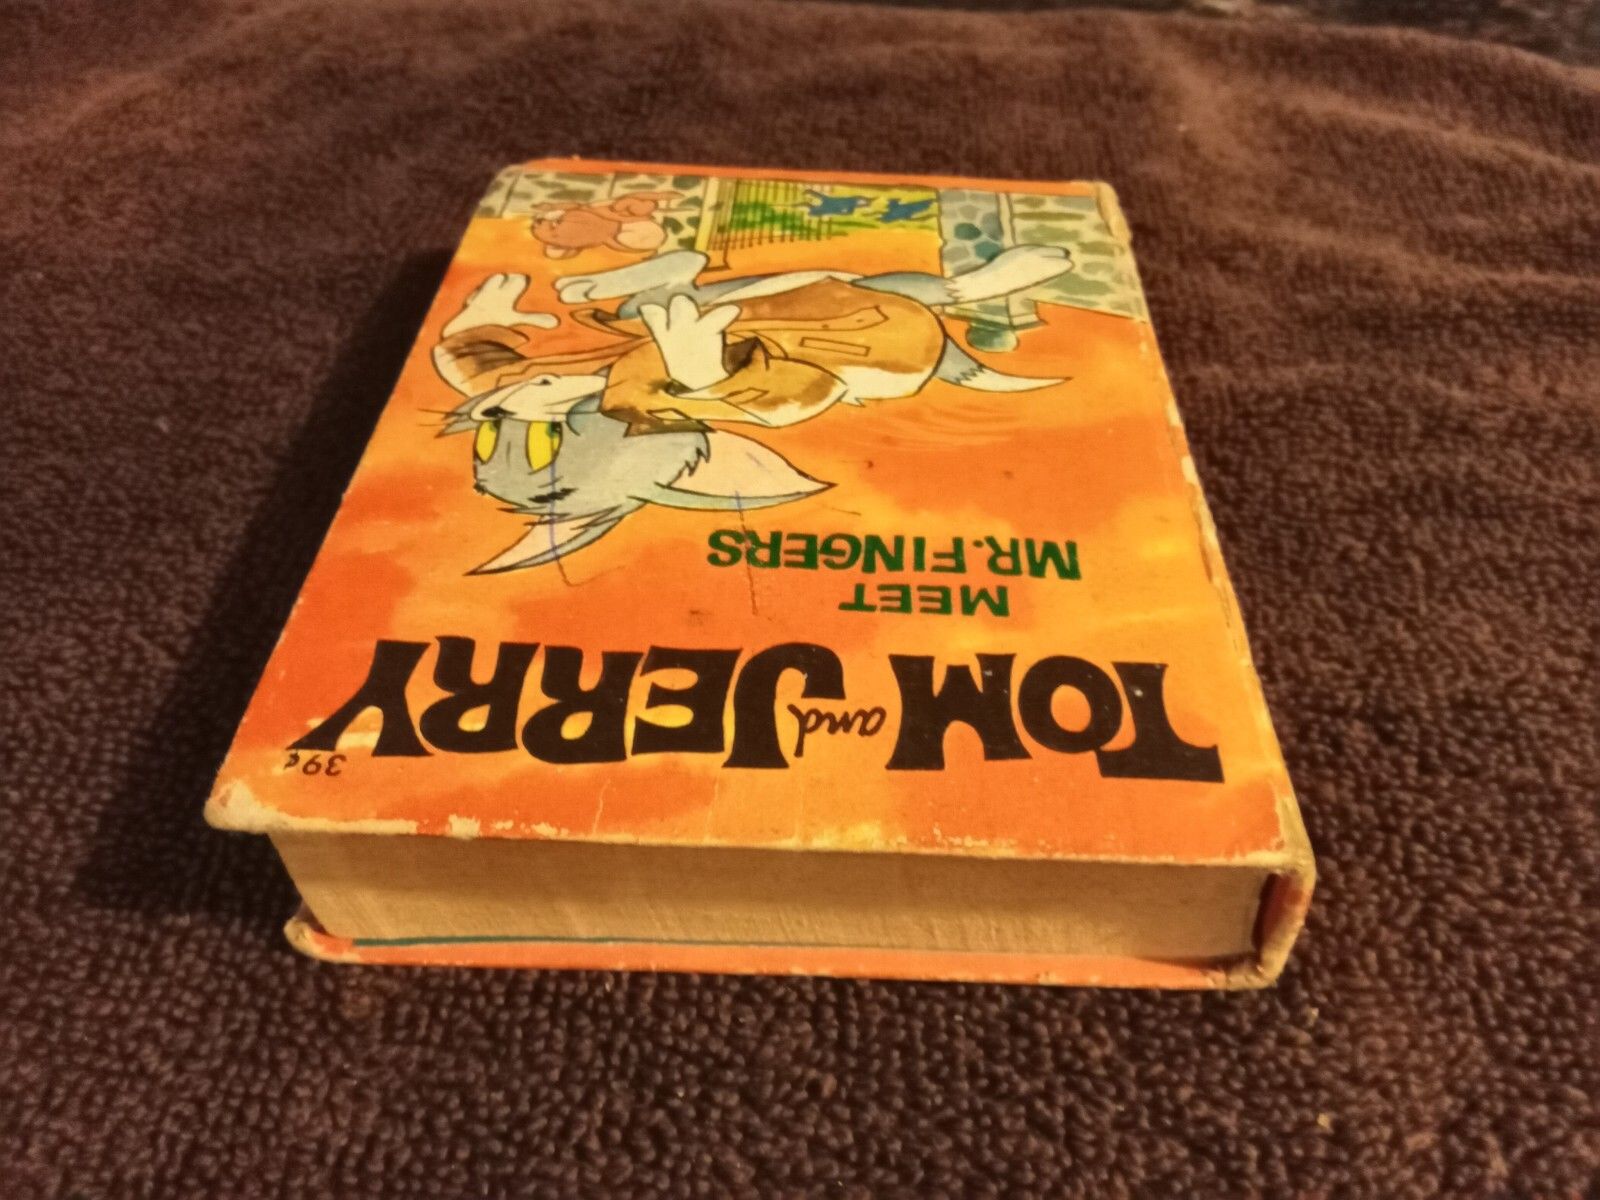 39¢
TOM and JERRY
MEET
MR. FINGERS